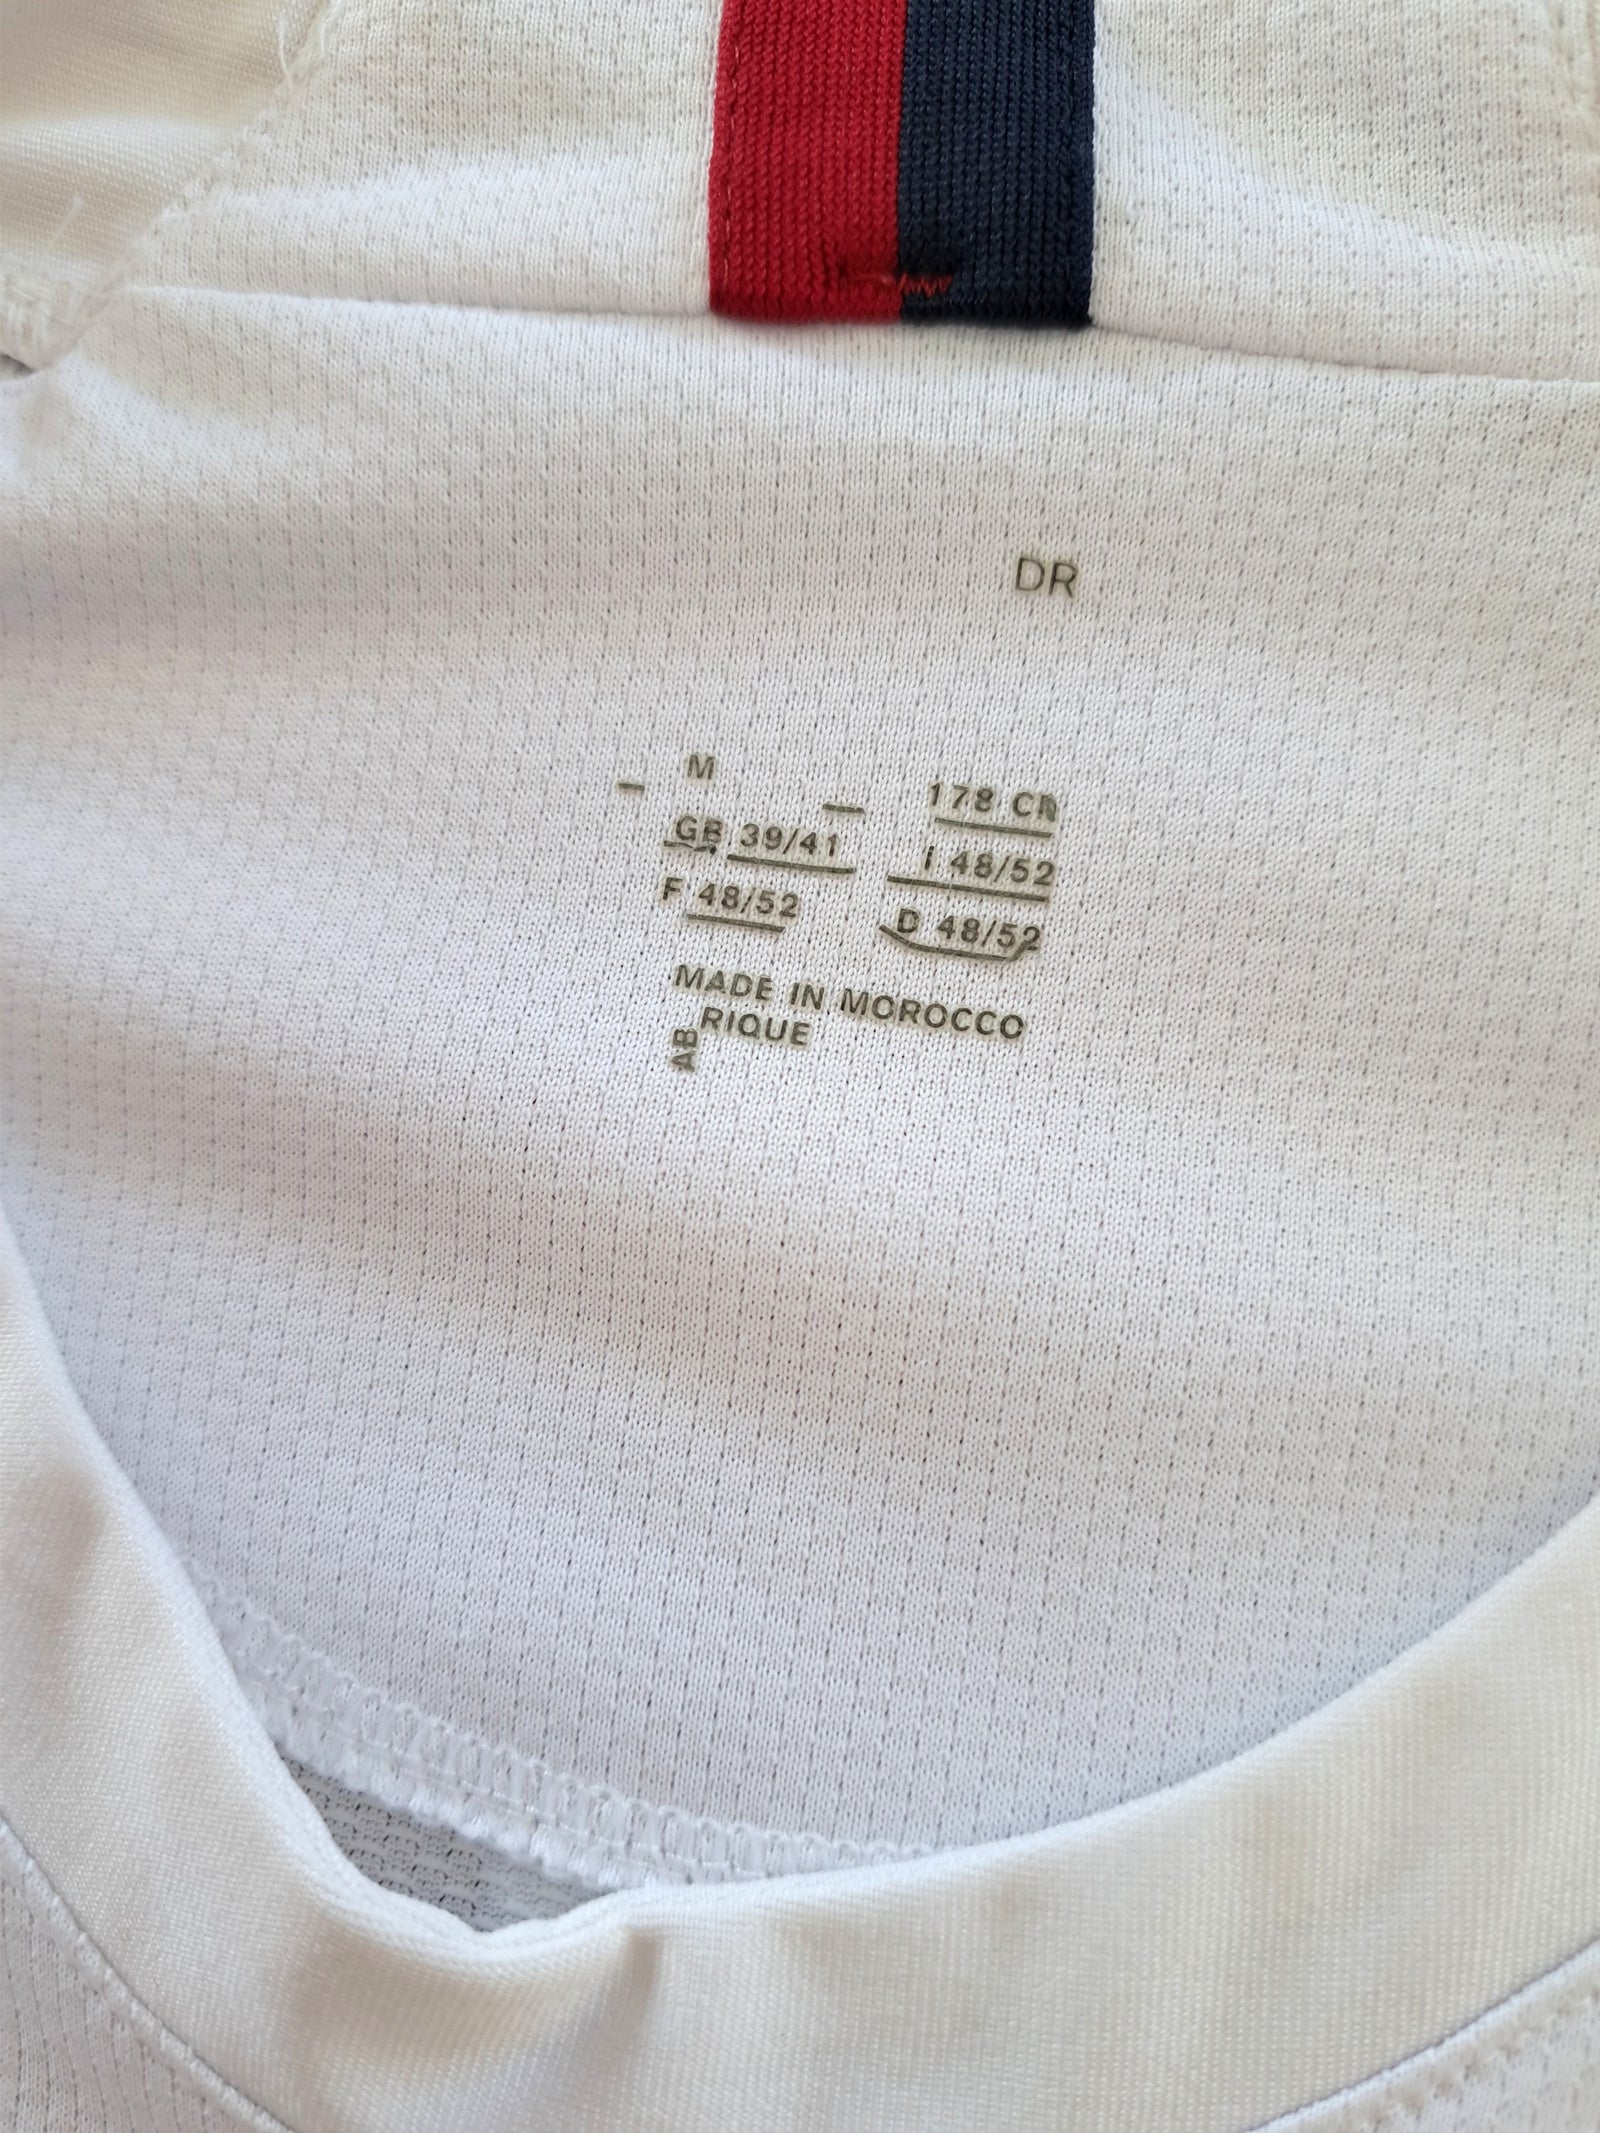 DR
M
178 CM
GB 39/41 I 48/52
F 48/52 D 48/52
MADE IN MOROCCO
RIQUE
AB